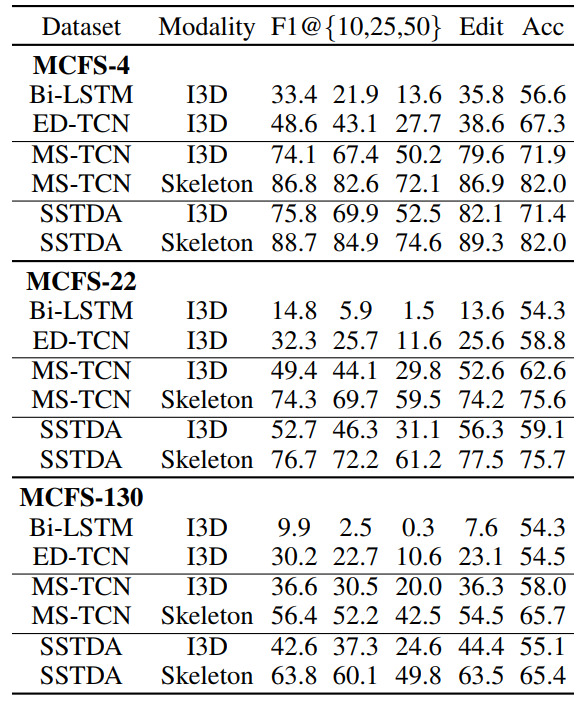 Dataset Modality F1@{10,25,50} Edit Acc
MCFS-4
Bi-LSTM I3D 33.4 21.9 13.6 35.8 56.6
ED-TCN I3D 48.6 43.1 27.7 38.6 67.3
MS-TCN I3D 74.1 67.4 50.2 79.6 71.9
MS-TCN Skeleton 86.8 82.6 72.1 86.9 82.0
SSTDA I3D 75.8 69.9 52.5 82.1 71.4
SSTDA Skeleton 88.7 84.9 74.6 89.3 82.0
MCFS-22
Bi-LSTM I3D 14.8 5.9 1.5 13.6 54.3
ED-TCN I3D 32.3 25.7 11.6 25.6 58.8
MS-TCN I3D 49.4 44.1 29.8 52.6 62.6
MS-TCN Skeleton 74.3 69.7 59.5 74.2 75.6
SSTDA I3D 52.7 46.3 31.1 56.3 59.1
SSTDA Skeleton 76.7 72.2 61.2 77.5 75.7
MCFS-130
Bi-LSTM I3D 9.9 2.5 0.3 7.6 54.3
ED-TCN I3D 30.2 22.7 10.6 23.1 54.5
MS-TCN I3D 36.6 30.5 20.0 36.3 58.0
MS-TCN Skeleton 56.4 52.2 42.5 54.5 65.7
SSTDA I3D 42.6 37.3 24.6 44.4 55.1
SSTDA Skeleton 63.8 60.1 49.8 63.5 65.4